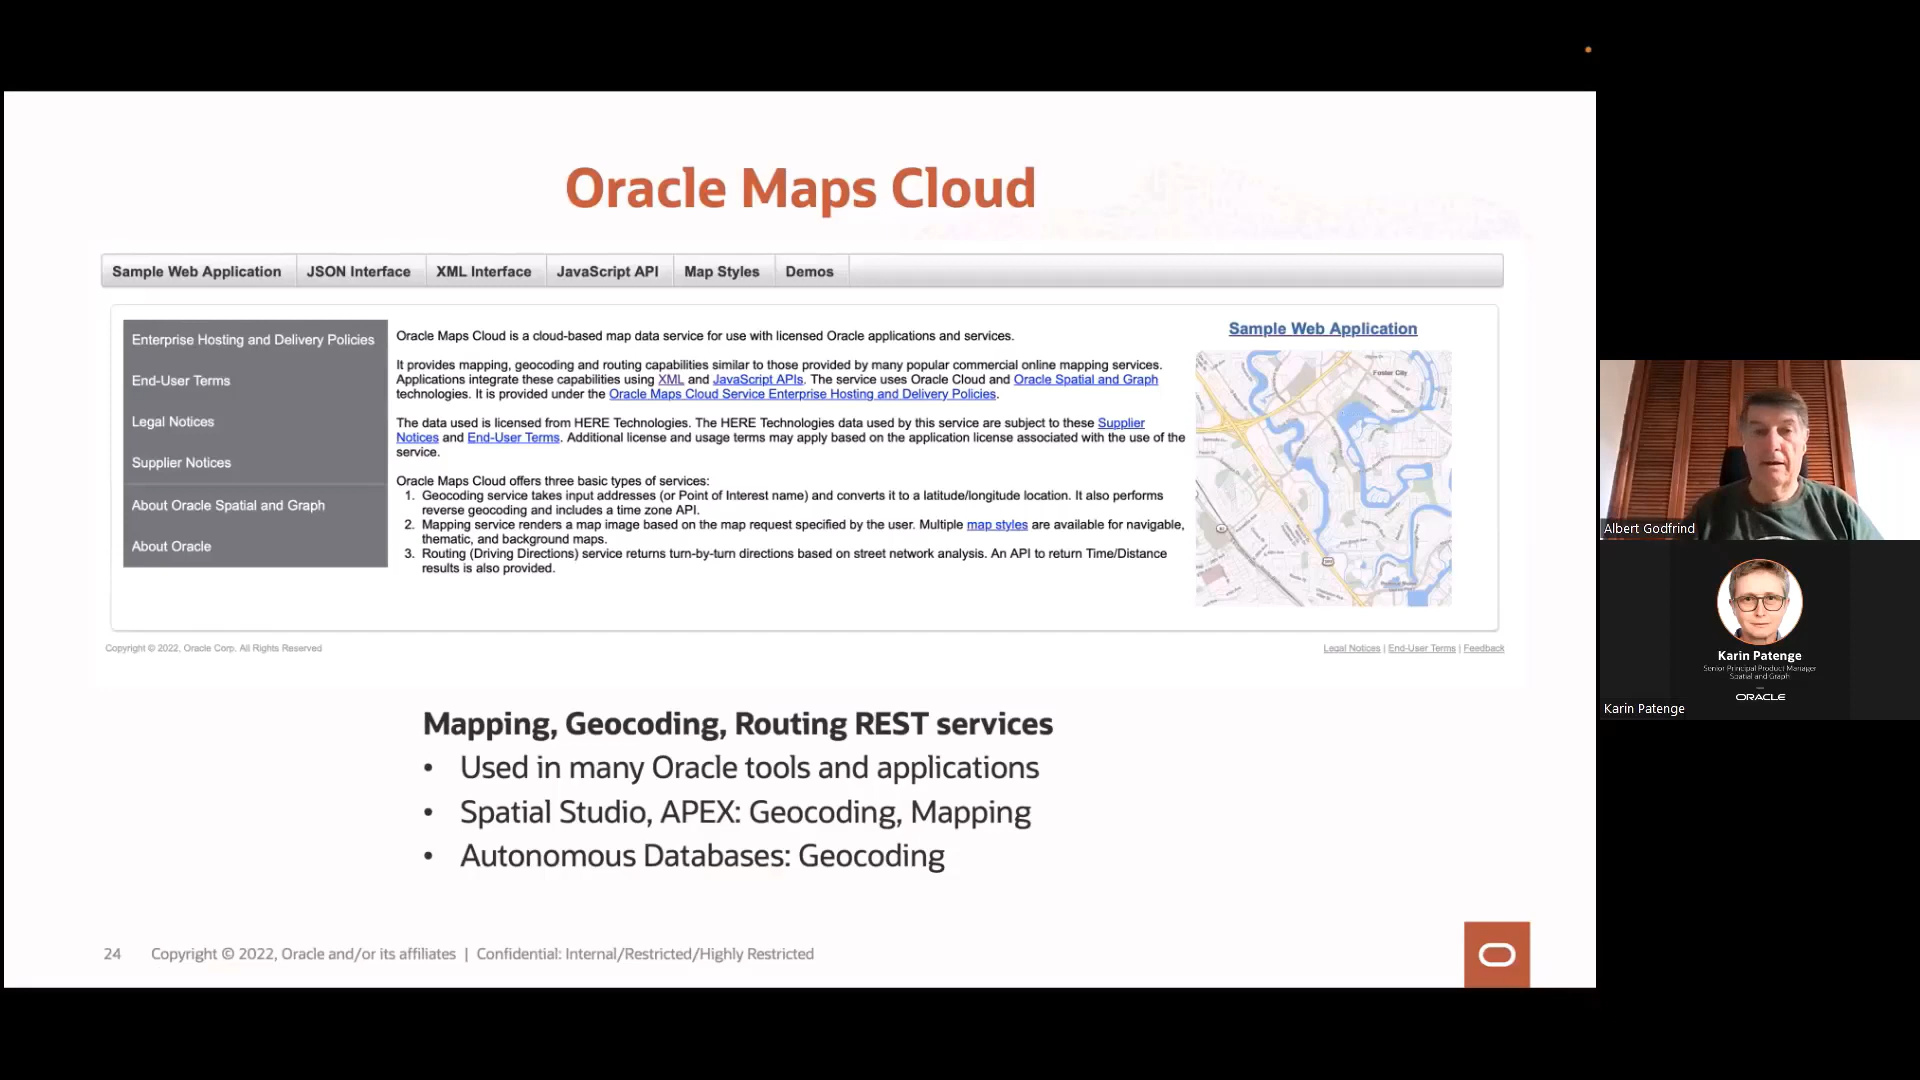 Oracle Maps Cloud
Sample Web Application
JSON Interface
XML Interface
JavaScript API
Map Styles
Demos
Enterprise Hosting and Delivery Policies
End-User Terms
Legal Notices
Supplier Notices
About Oracle Spatial and Graph
About Oracle
Oracle Maps Cloud is a cloud-based map data service for use with licensed Oracle applications and services.
It provides mapping, geocoding and routing capabilities similar to those provided by many popular commercial online mapping services.
Applications integrate these capabilities using XML and JavaScript APIs. The service uses Oracle Cloud and Oracle Spatial and Graph
technologies. It is provided under the Oracle Maps Cloud Service Enterprise Hosting and Delivery Policies.
The data used is licensed from HERE Technologies. The HERE Technologies data used by this service are subject to these Supplier
Notices and End-User Terms. Additional license and usage terms may apply based on the application license associated with the use of the
service.
Oracle Maps Cloud offers three basic types of services:
1. Geocoding service takes input addresses (or Point of Interest name) and converts it to a latitude/longitude location. It also performs
reverse geocoding and includes a time zone API.
2. Mapping service renders a map image based on the map request specified by the user. Multiple map styles are available for navigable,
thematic, and background maps.
3. Routing (Driving Directions) service returns turn-by-turn directions based on street network analysis. An API to return Time/Distance
results is also provided.
Sample Web Application
Foster City
Copyright © 2022, Oracle Corp. All Rights Reserved
Legal Notices | End-User Terms | Feedback
Mapping, Geocoding, Routing REST services
• Used in many Oracle tools and applications
• Spatial Studio, APEX: Geocoding, Mapping
• Autonomous Databases: Geocoding
24 Copyright © 2022, Oracle and/or its affiliates | Confidential: Internal/Restricted/Highly Restricted
Albert Godfrind
Karin Patenge
Senior Principal Product Manager
Spatial and Graph
ORACLE
Karin Patenge